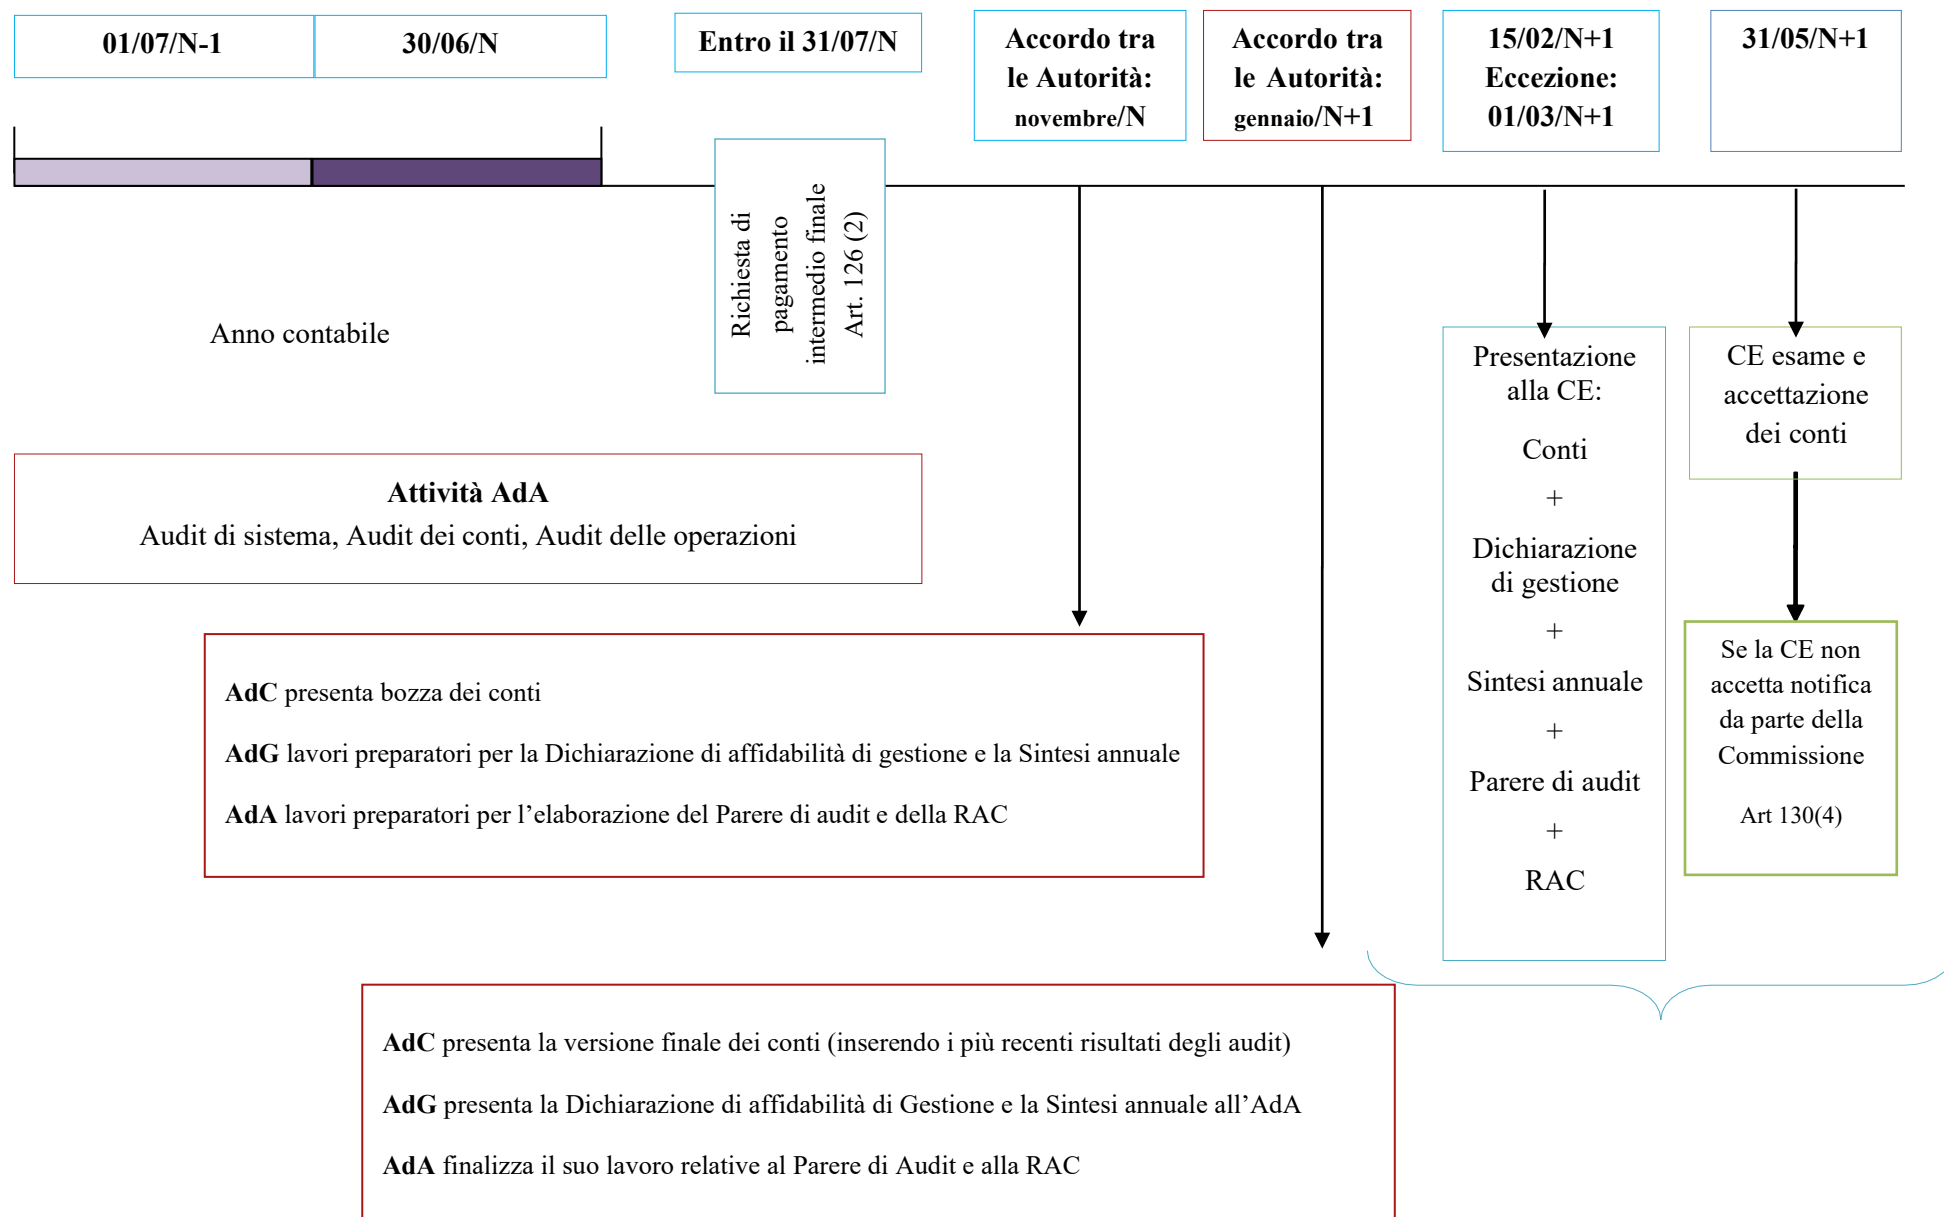 01/07/N-1
30/06/N
Entro il 31/07/N
Accordo tra
le Autorità:
novembre/N
Accordo tra
le Autorità:
gennaio/N+1
15/02/N+1
Eccezione:
01/03/N+1
31/05/N+1
Richiesta di
pagamento
intermedio finale
Art. 126 (2)
Anno contabile
Presentazione
alla CE:
Conti
+
Dichiarazione
di gestione
+
Sintesi annuale
+
Parere di audit
+
RAC
CE esame e
accettazione
dei conti
Se la CE non
accetta notifica
da parte della
Commissione
Art 130(4)
Attività AdA
Audit di sistema, Audit dei conti, Audit delle operazioni
AdC presenta bozza dei conti
AdG lavori preparatori per la Dichiarazione di affidabilità di gestione e la Sintesi annuale
AdA lavori preparatori per l’elaborazione del Parere di audit e della RAC
AdC presenta la versione finale dei conti (inserendo i più recenti risultati degli audit)
AdG presenta la Dichiarazione di affidabilità di Gestione e la Sintesi annuale all’AdA
AdA finalizza il suo lavoro relative al Parere di Audit e alla RAC